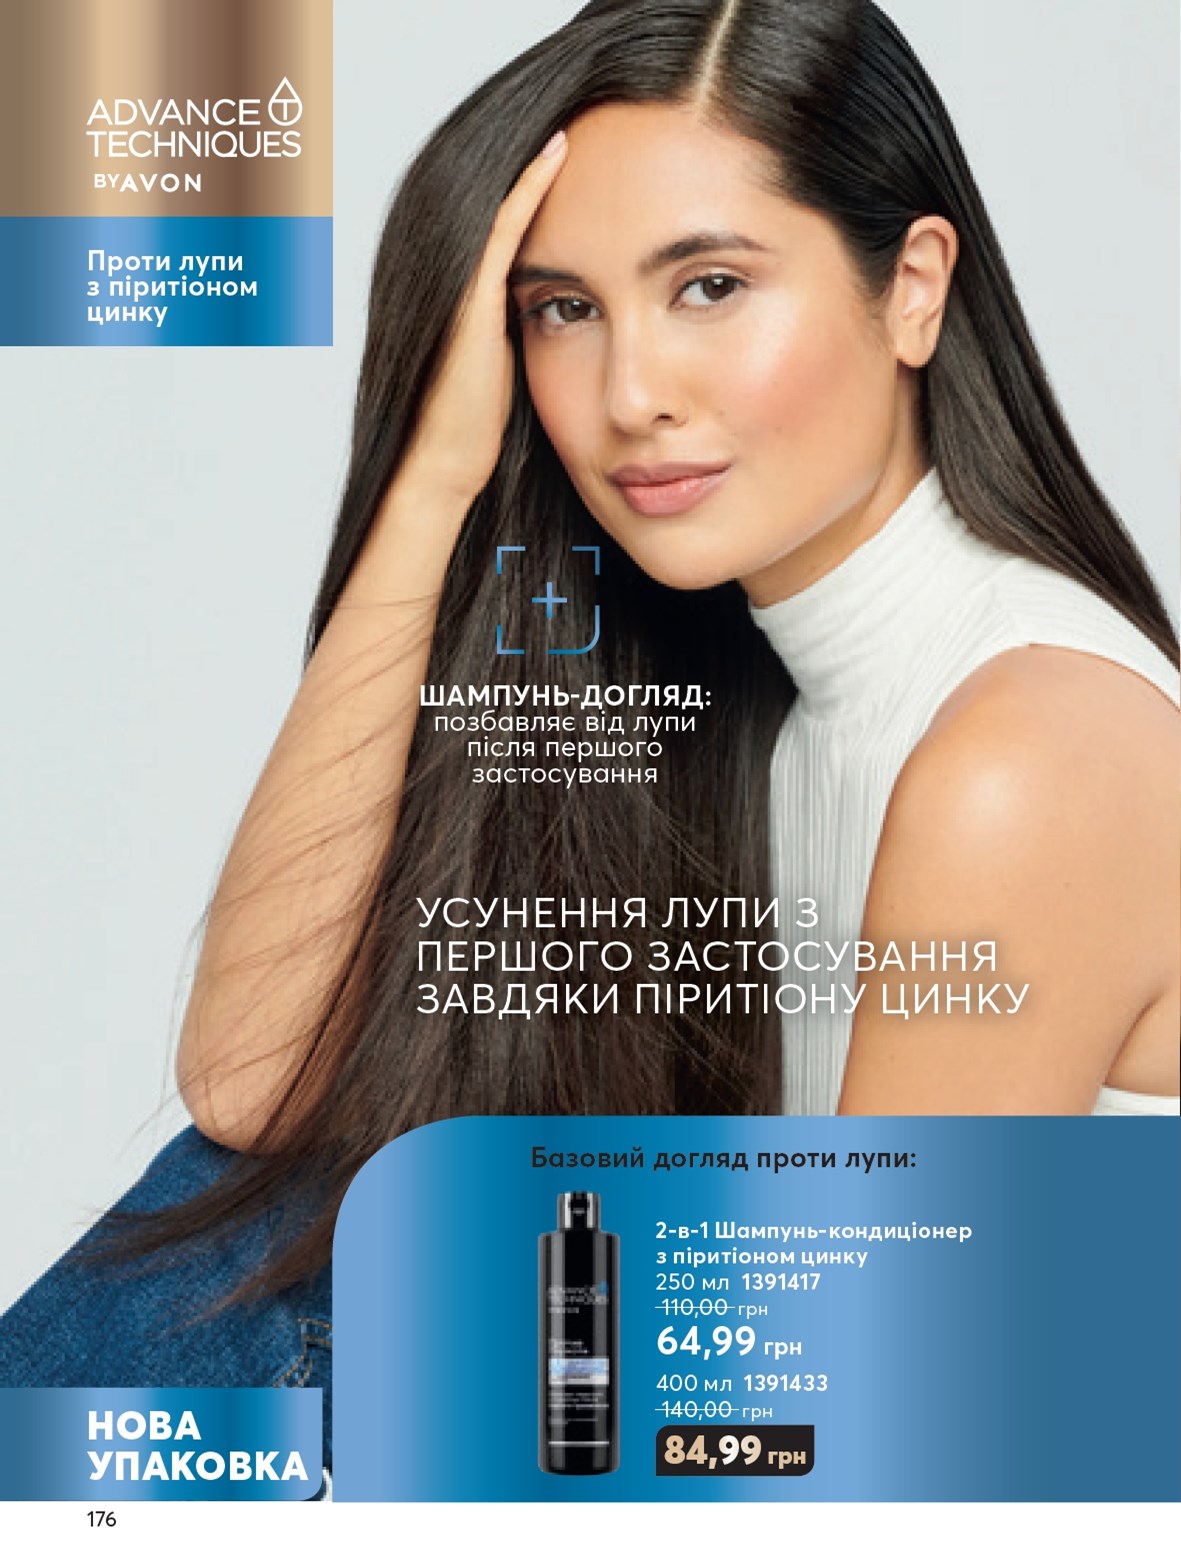 ADVANCE
TECHNIQUES
BY AVON
Проти лупи
з піритіоном
цинку
ШАМПУНЬ-ДОГЛЯД:
позбавляє від лупи
після першого
застосування
УСУНЕННЯ ЛУПИ З
ПЕРШОГО ЗАСТОСУВАННЯ
ЗАВДЯКИ ПІРИТІОНУ ЦИНКУ
Базовий догляд проти лупи:
ADVANCE
TECHNIQUES
2-в-1 Шампунь-кондиціонер
з піритіоном цинку
250 мл 1391417
110,00 грн
64,99 грн
400 мл 1391433
140,00 грн
84,99 грн
НОВА
УПАКОВКА
176